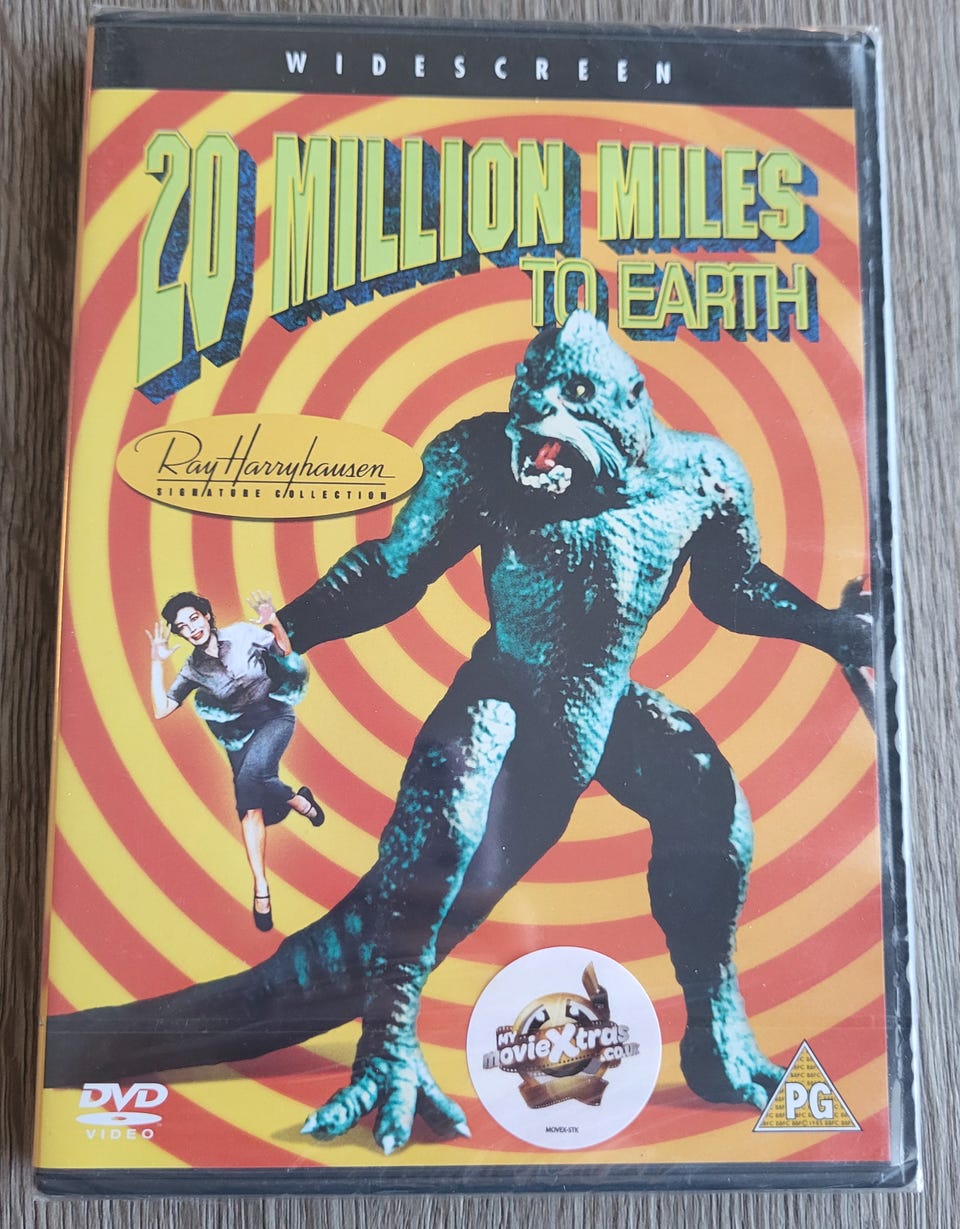 WIDESCREEN
20 MILLION MILES
TO EARTH
Ray Harryhausen
SIGNATURE COLLECTION
MY
movieXtras
.co.uk
MOVEX-STK
DVD
VIDEO
PG